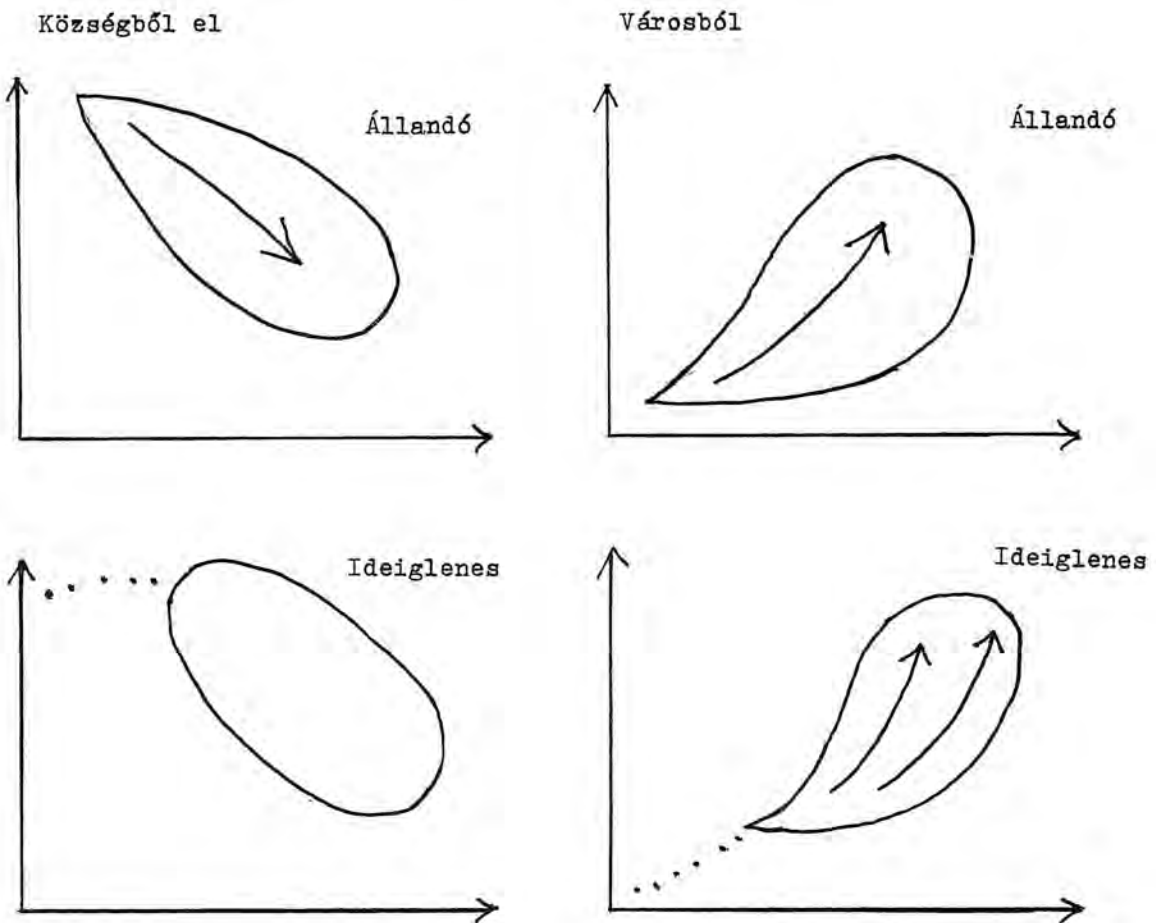 Községből el
Városból
Állandó
Állandó
Ideiglenes
Ideiglenes